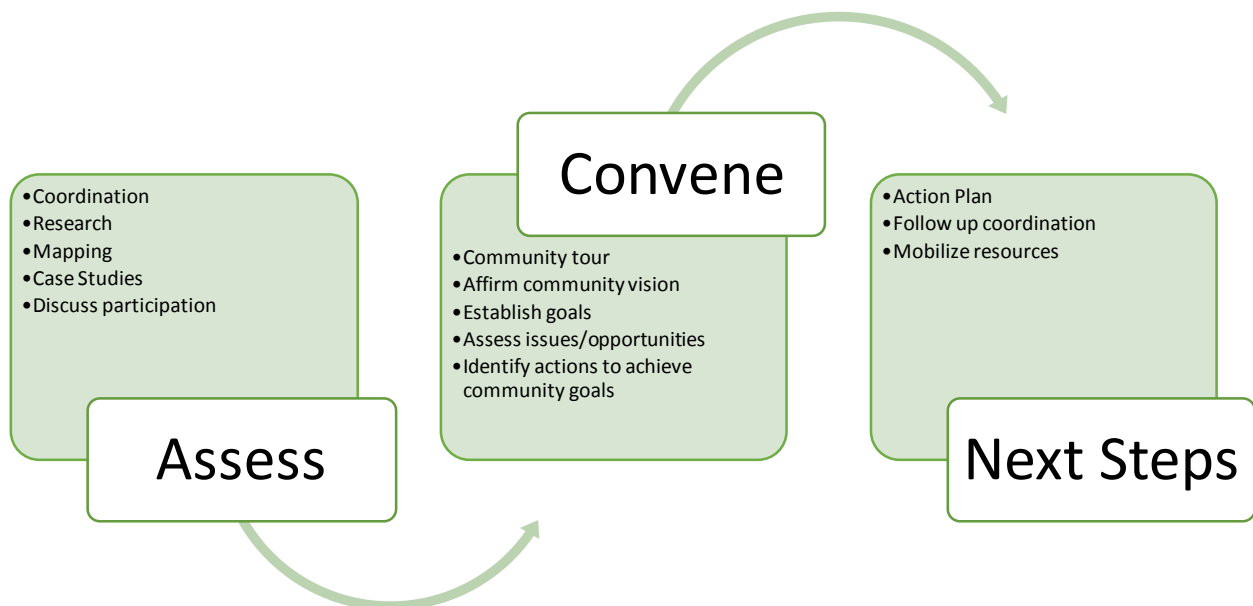 •Coordination
•Research
•Mapping
•Case Studies
•Discuss participation
Assess
Convene
•Community tour
•Affirm community vision
•Establish goals
•Assess issues/opportunities
•Identify actions to achieve
community goals
•Action Plan
•Follow up coordination
•Mobilize resources
Next Steps